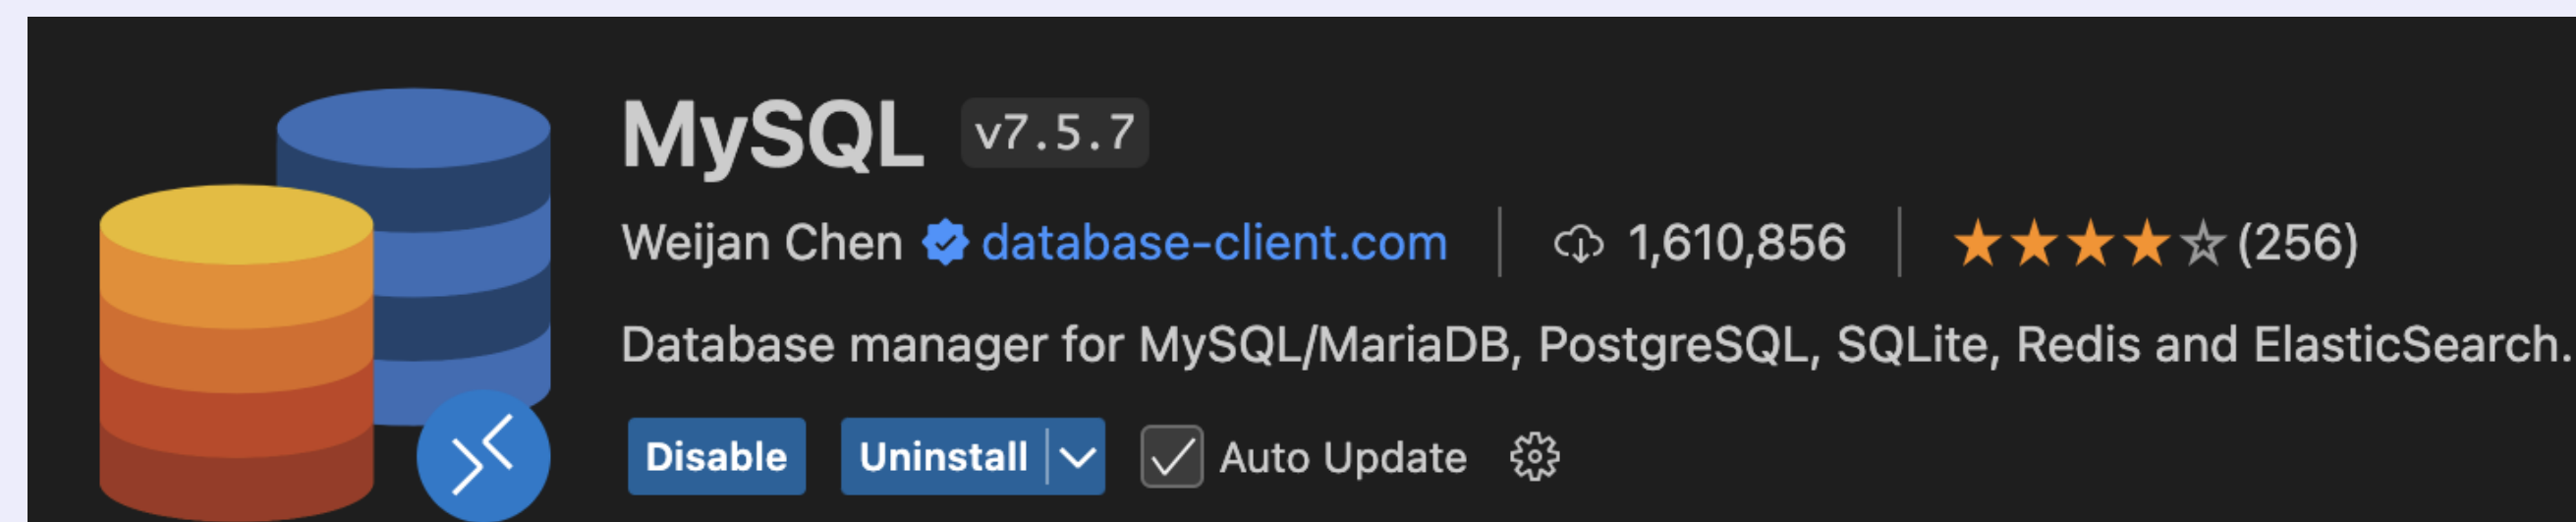 MySQL v7.5.7
Weijan Chen database-client.com 1,610,856 (256)
Database manager for MySQL/MariaDB, PostgreSQL, SQLite, Redis and ElasticSearch.
Disable Uninstall Auto Update